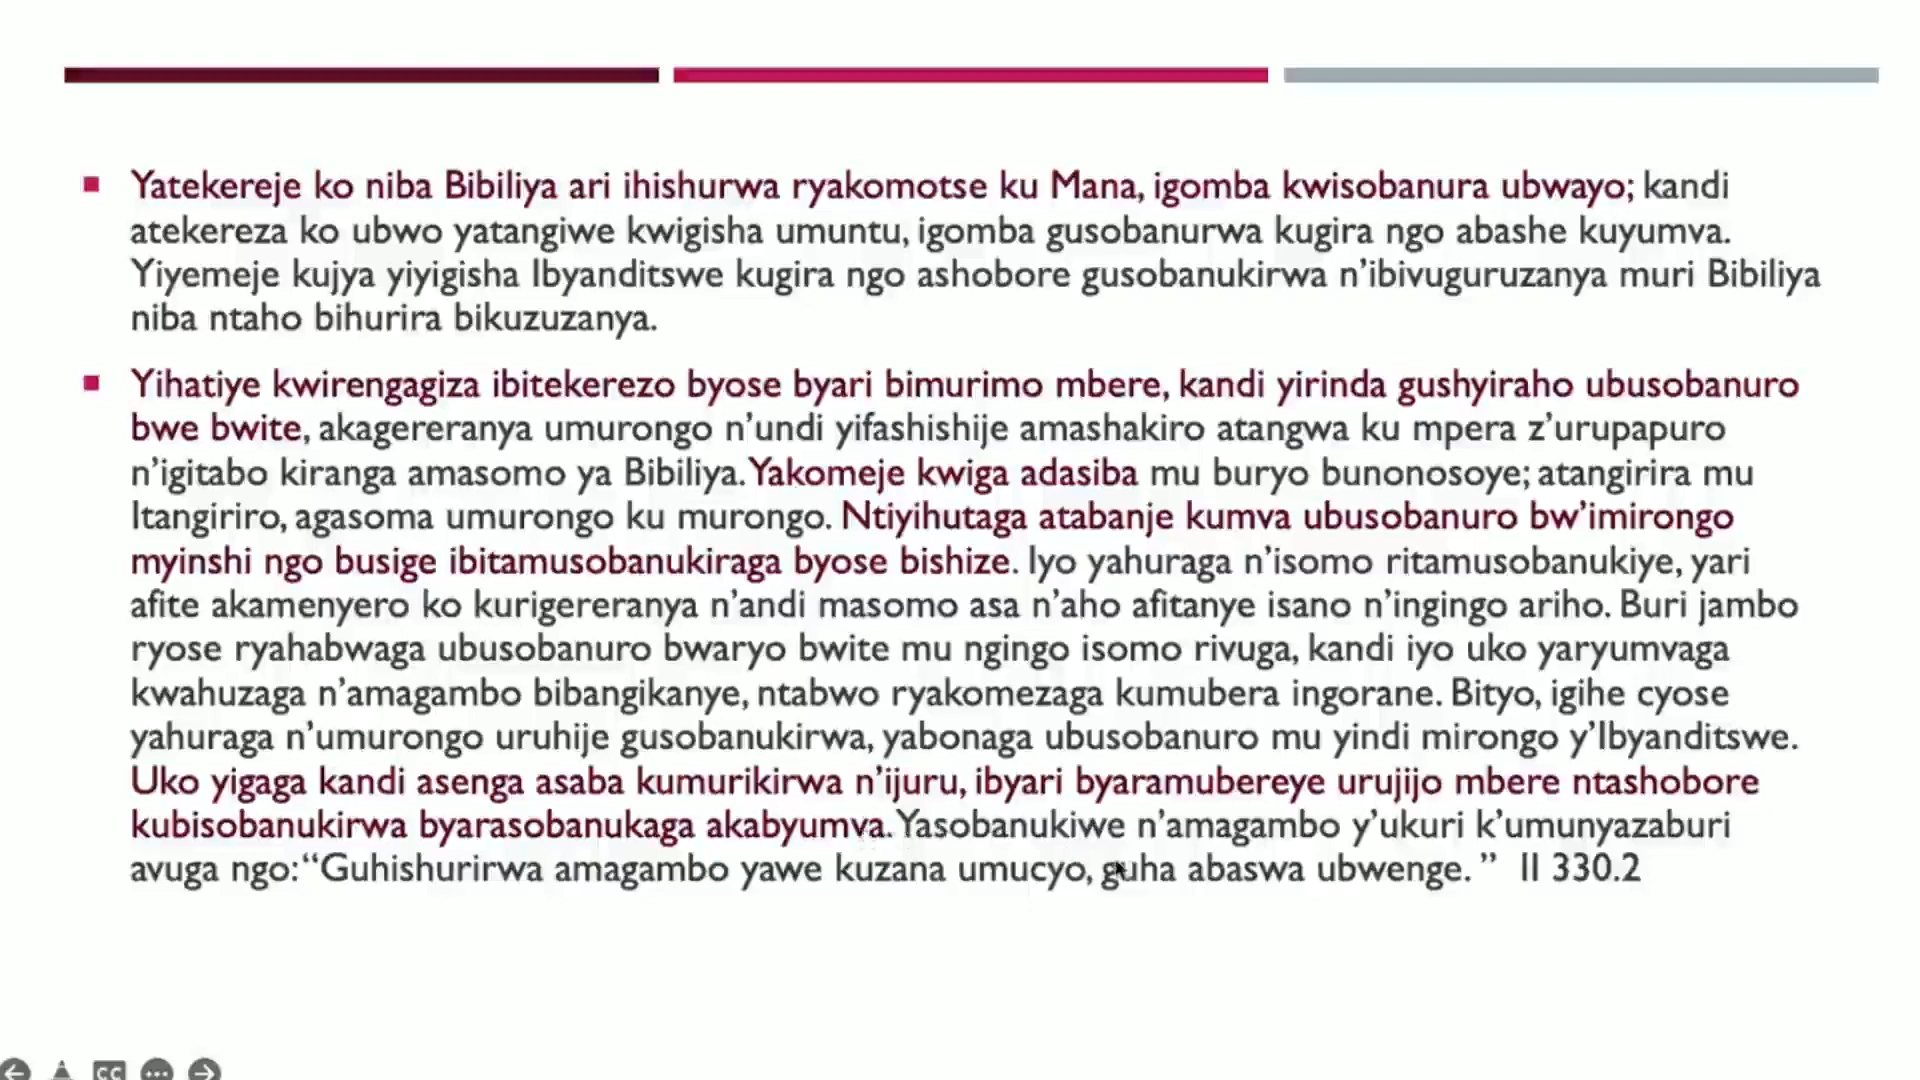 Yatekereje ko niba Bibiliya ari ihishurwa ryakomotse ku Mana, igomba kwisobanura ubwayo; kandi
atekereza ko ubwo yatangiwe kwigisha umuntu, igomba gusobanurwa kugira ngo abashe kuyumva.
Yiyemeje kujya yiyigisha Ibyanditswe kugira ngo ashobore gusobanukirwa n’ibivuguruzanya muri Bibiliya
niba ntaho bihurira bikuzuzanya.
Yihatiye kwirengagiza ibitekerezo byose byari bimurimo mbere, kandi yirinda gushyiraho ubusobanuro
bwe bwite, akagereranya umurongo n’undi yifashishije amashakiro atangwa ku mpera z’urupapuro
n’igitabo kiranga amasomo ya Bibiliya. Yakomeje kwiga adasiba mu buryo bunonosoye; atangirira mu
Itangiriro, agasoma umurongo ku murongo. Ntiyihutaga atabanje kumva ubusobanuro bw’imirongo
myinshi ngo busige ibitamusobanukiraga byose bishize. Iyo yahuraga n’isomo ritamusobanukiye, yari
afite akamenyero ko kurigereranya n’andi masomo asa n’aho afitanye isano n’ingingo ariho. Buri jambo
ryose ryahabwaga ubusobanuro bwaryo bwite mu ngingo isomo rivuga, kandi iyo uko yaryumvaga
kwahuzaga n’amagambo bibangikanye, ntabwo ryakomezaga kumubera ingorane. Bityo, igihe cyose
yahuraga n’umurongo uruhije gusobanukirwa, yabonaga ubusobanuro mu yindi mirongo y’Ibyanditswe.
Uko yigaga kandi asenga asaba kumurikirwa n’ijuru, ibyari byaramubereye urujijo mbere ntashobore
kubisobanukirwa byarasobanukaga akabyumva. Yasobanukiwe n’amagambo y’ukuri k’umunyazaburi
avuga ngo: “Guhishurirwa amagambo yawe kuzana umucyo, guha abaswa ubwenge. ” II 330.2
CC